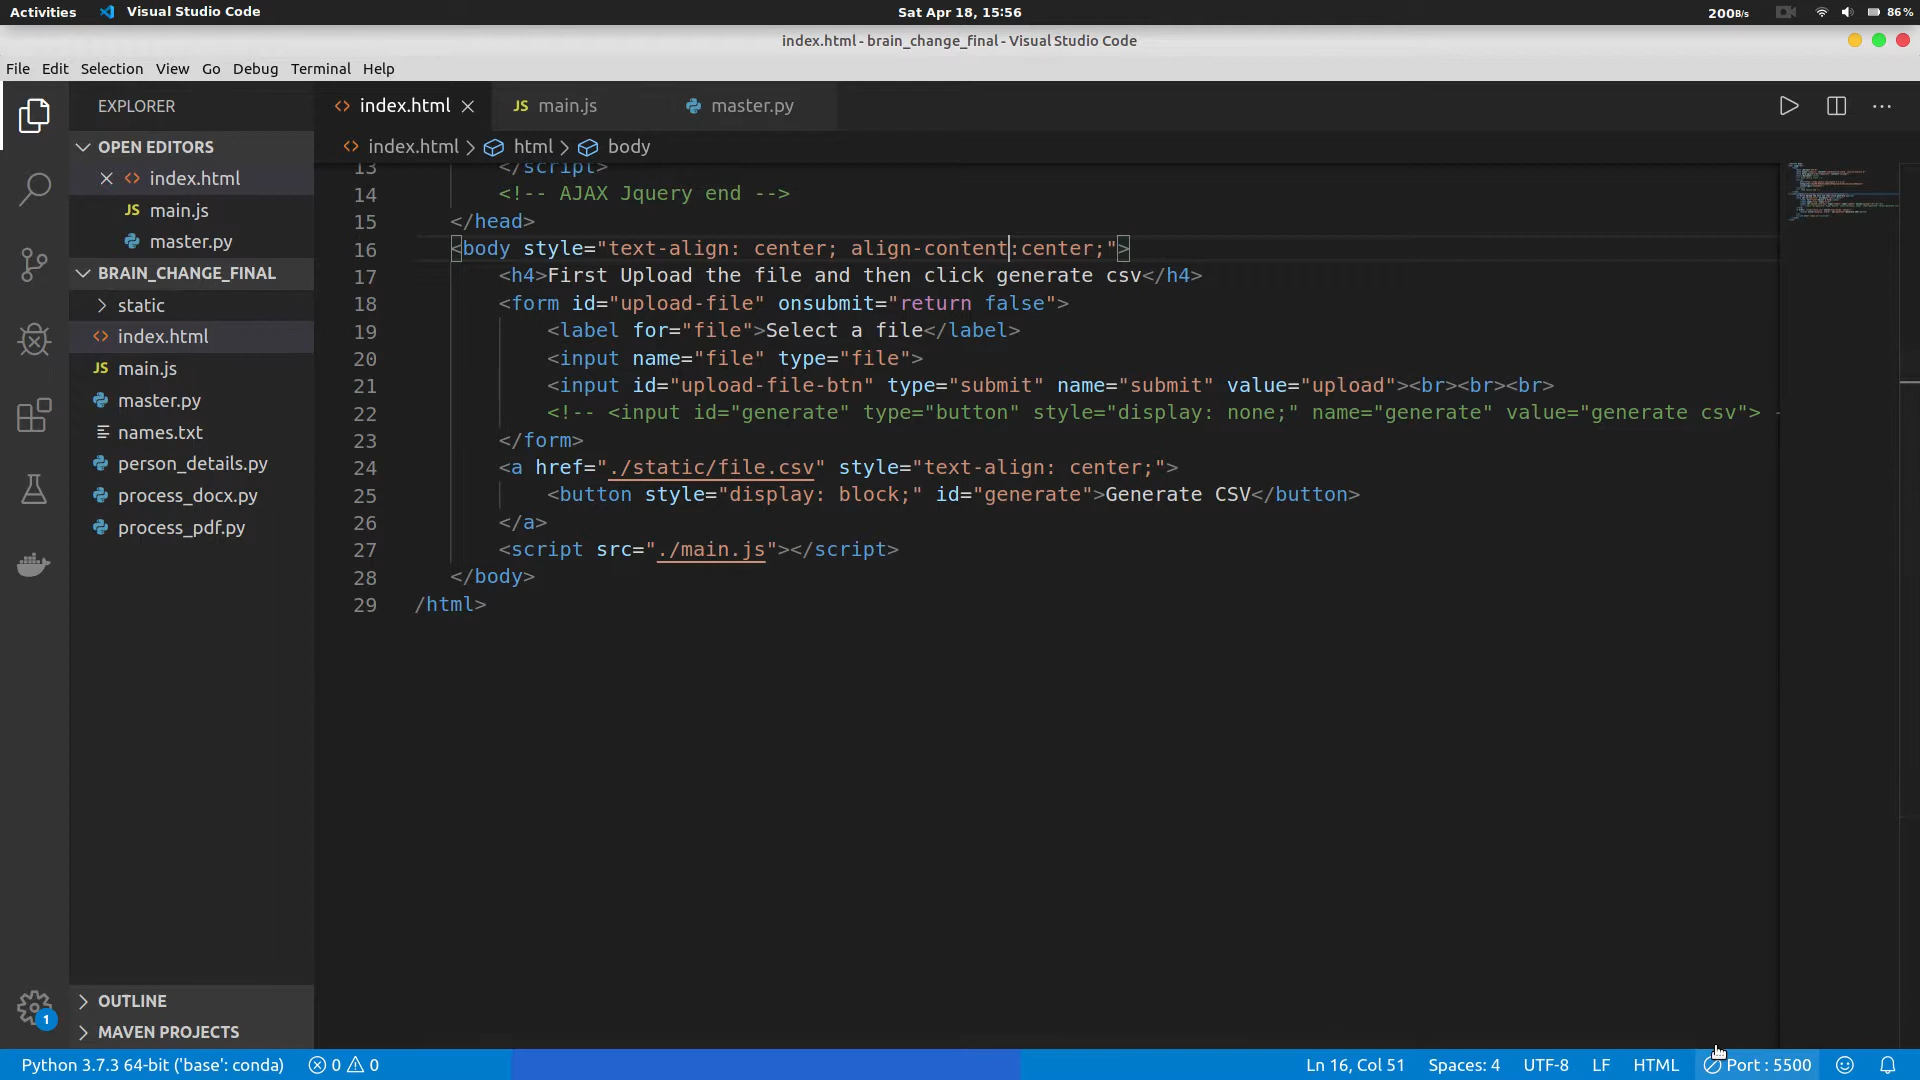 Activities Visual Studio Code Sat Apr 18, 15:56 200B/s 86%
index.html - brain_change_final - Visual Studio Code
File Edit Selection View Go Debug Terminal Help
EXPLORER
OPEN EDITORS
index.html
JS main.js
master.py
BRAIN_CHANGE_FINAL
static
index.html
JS main.js
master.py
names.txt
person_details.py
process_docx.py
process_pdf.py
OUTLINE
MAVEN PROJECTS
1
index.html JS main.js master.py
index.html > html > body
13 </script>
14 <!-- AJAX Jquery end -->
15 </head>
16 <body style="text-align: center; align-content:center;">
17 <h4>First Upload the file and then click generate csv</h4>
18 <form id="upload-file" onsubmit="return false">
19 <label for="file">Select a file</label>
20 <input name="file" type="file">
21 <input id="upload-file-btn" type="submit" name="submit" value="upload"><br><br><br>
22 <!-- <input id="generate" type="button" style="display: none;" name="generate" value="generate csv"> -
23 </form>
24 <a href="./static/file.csv" style="text-align: center;">
25 <button style="display: block;" id="generate">Generate CSV</button>
26 </a>
27 <script src="./main.js"></script>
28 </body>
29 /html>
Python 3.7.3 64-bit ('base': conda) 0 0 Ln 16, Col 51 Spaces: 4 UTF-8 LF HTML Port : 5500